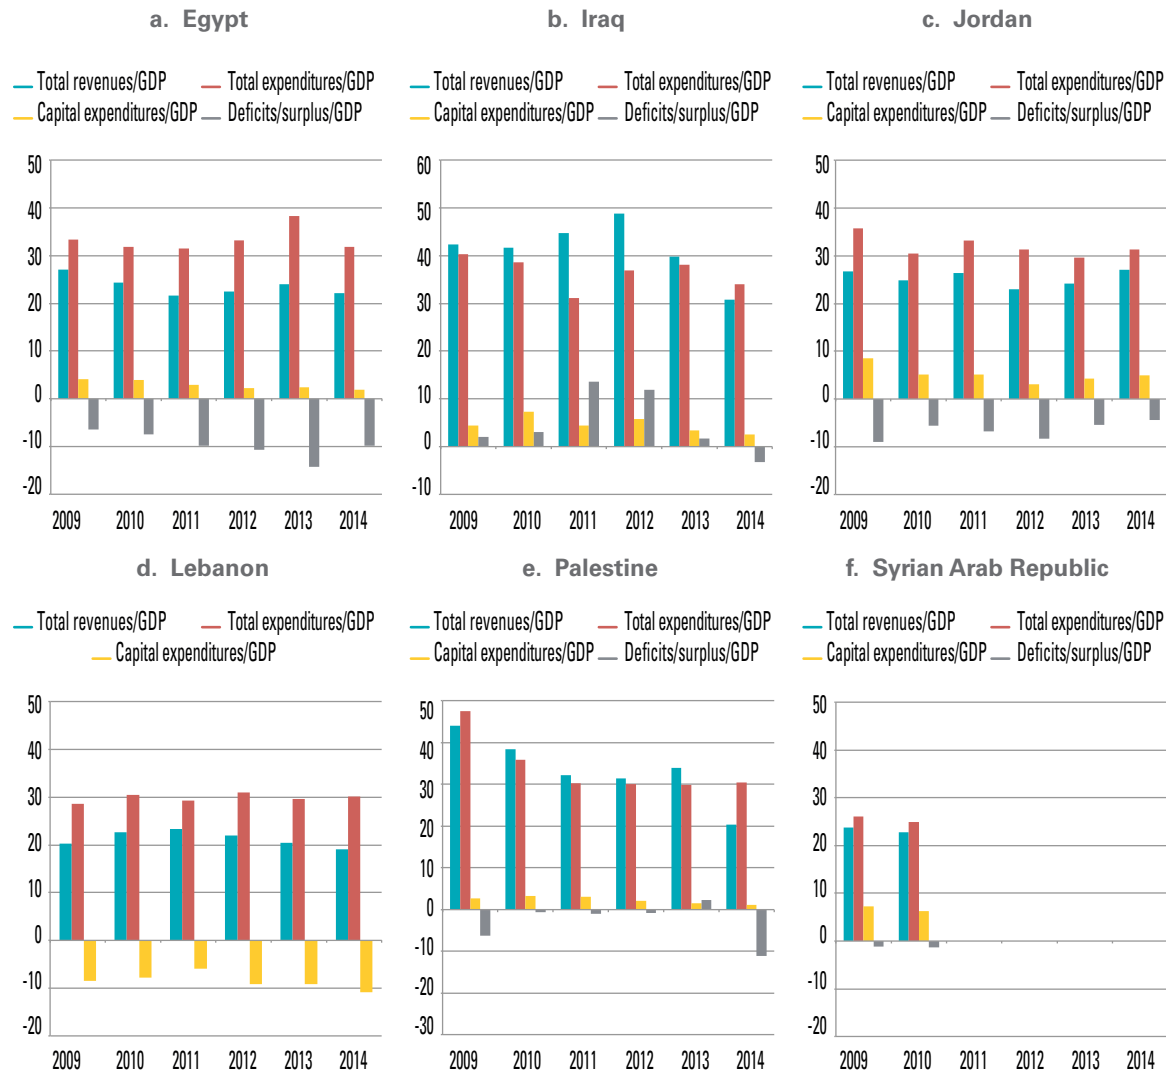 a. Egypt
Total revenues/GDP Total expenditures/GDP
Capital expenditures/GDP Deficits/surplus/GDP
50
40
30
20
10
0
-10
-20
2009 2010 2011 2012 2013 2014
b. Iraq
Total revenues/GDP Total expenditures/GDP
Capital expenditures/GDP Deficits/surplus/GDP
60
50
40
30
20
10
0
-10
2009 2010 2011 2012 2013 2014
c. Jordan
Total revenues/GDP Total expenditures/GDP
Capital expenditures/GDP Deficits/surplus/GDP
50
40
30
20
10
0
-10
-20
2009 2010 2011 2012 2013 2014
d. Lebanon
Total revenues/GDP Total expenditures/GDP
Capital expenditures/GDP
50
40
30
20
10
0
-10
-20
2009 2010 2011 2012 2013 2014
e. Palestine
Total revenues/GDP Total expenditures/GDP
Capital expenditures/GDP Deficits/surplus/GDP
50
40
30
20
10
0
-10
-20
-30
2009 2010 2011 2012 2013 2014
f. Syrian Arab Republic
Total revenues/GDP Total expenditures/GDP
Capital expenditures/GDP Deficits/surplus/GDP
50
40
30
20
10
0
-10
-20
2009 2010 2011 2012 2013 2014